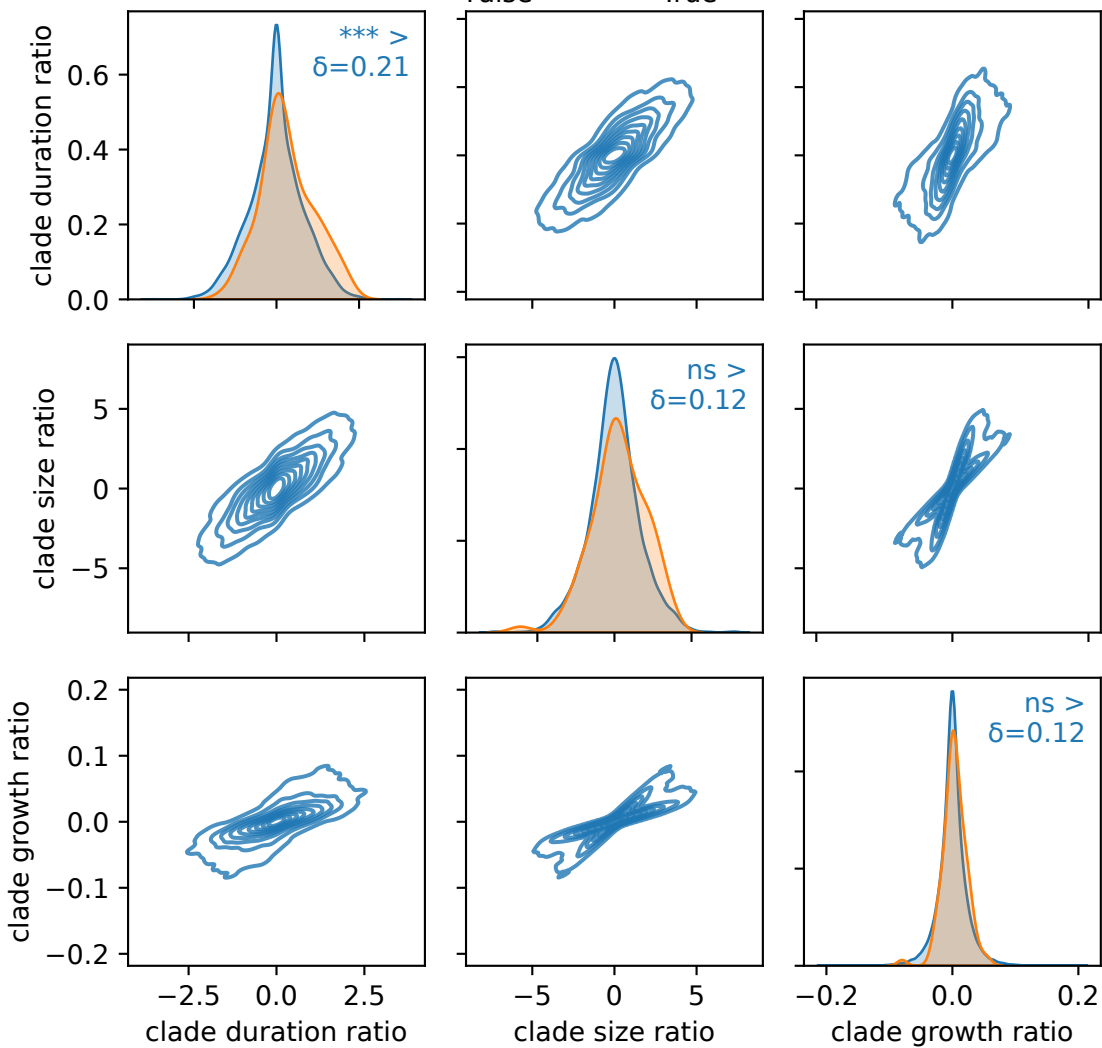 True
clade duration ratio
0.6
0.4
0.2
0.0
*** >
δ=0.21
clade size ratio
5
0
−5
ns >
δ=0.12
clade growth ratio
0.2
0.1
0.0
−0.1
−0.2
ns >
δ=0.12
−2.5 0.0 2.5
−5 0 5
−0.2 0.0 0.2
clade duration ratio
clade size ratio
clade growth ratio